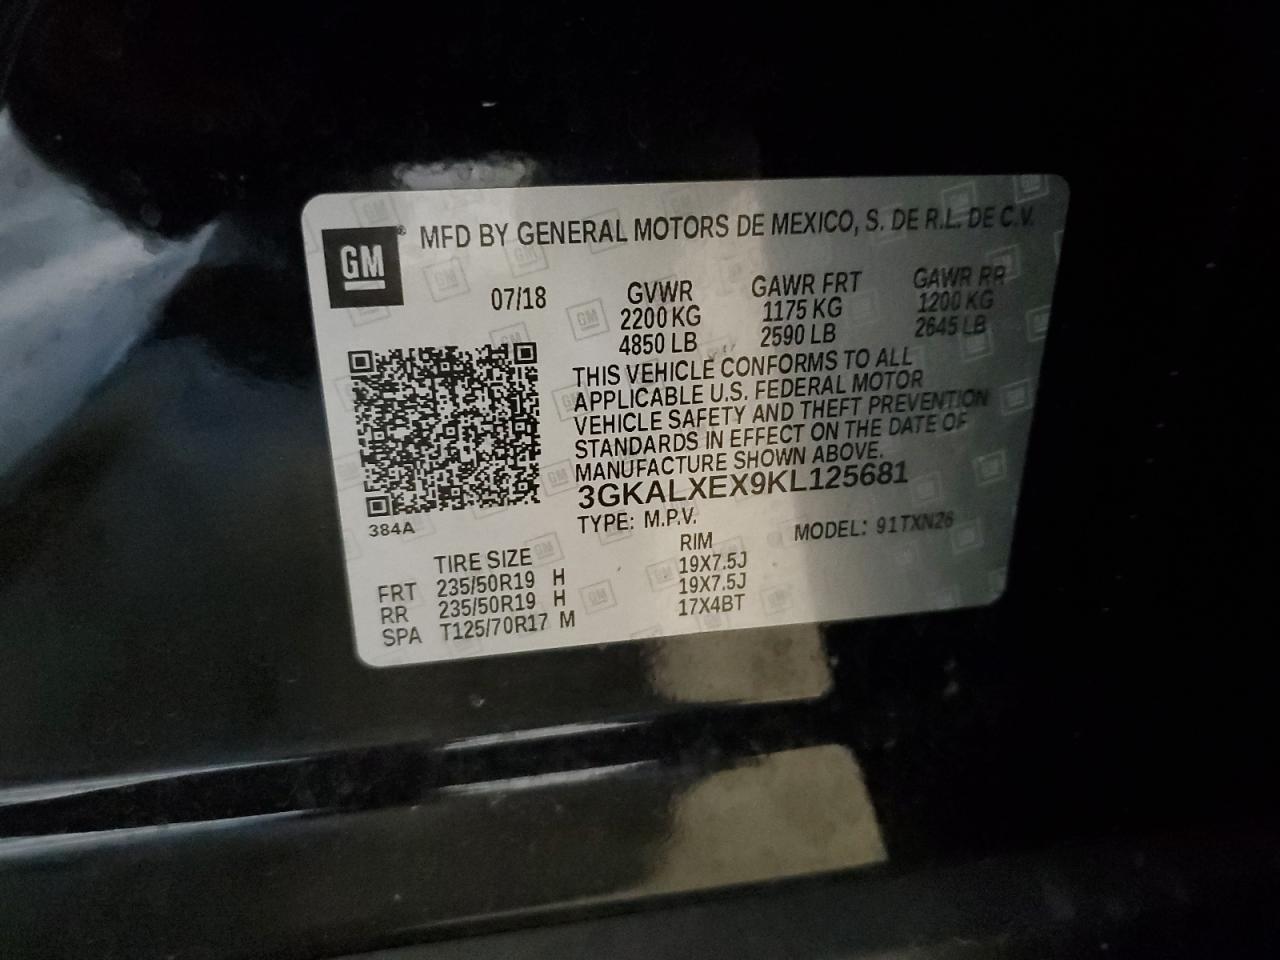 GM ®
MFD BY GENERAL MOTORS DE MEXICO, S. DE R.L. DE C.V.
07/18 GVWR GAWR FRT GAWR RR
2200 KG 1175 KG 1200 KG
4850 LB 2590 LB 2645 LB
THIS VEHICLE CONFORMS TO ALL
APPLICABLE U.S. FEDERAL MOTOR
VEHICLE SAFETY AND THEFT PREVENTION
STANDARDS IN EFFECT ON THE DATE OF
MANUFACTURE SHOWN ABOVE.
3GKALXEX9KL125681
384A
TYPE: M.P.V. MODEL: 91TXN26
TIRE SIZE RIM
FRT 235/50R19 H 19X7.5J
RR 235/50R19 H 19X7.5J
SPA T125/70R17 M 17X4BT